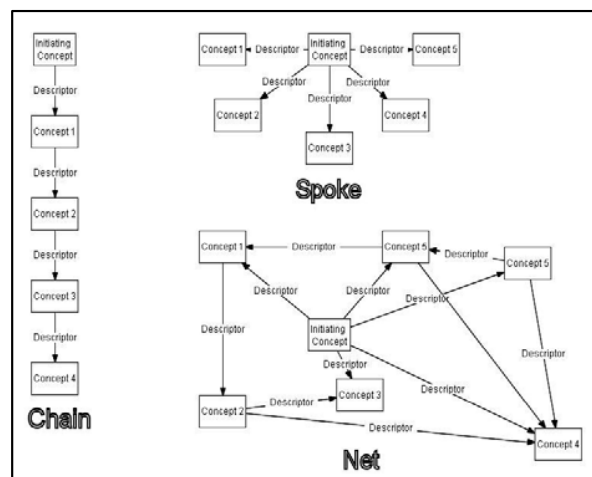 Initiating
Concept
Descriptor
Concept 1
Descriptor
Concept 2
Descriptor
Concept 3
Descriptor
Concept 4
Chain
Concept 1
Descriptor
Initiating
Concept
Descriptor
Concept 5
Descriptor
Descriptor
Descriptor
Concept 2
Concept 4
Concept 3
Spoke
Concept 1
Descriptor
Concept 5
Descriptor
Concept 5
Descriptor
Descriptor
Descriptor
Descriptor
Initiating
Concept
Descriptor
Descriptor
Descriptor
Concept 2
Descriptor
Concept 3
Descriptor
Concept 4
Net